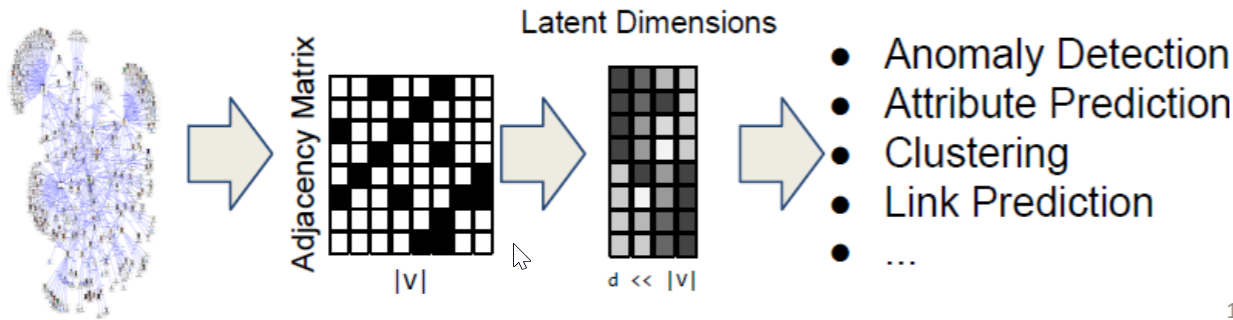 Latent Dimensions
Adjacency Matrix
|V|
d << |V|
● Anomaly Detection
● Attribute Prediction
● Clustering
● Link Prediction
● ...
1